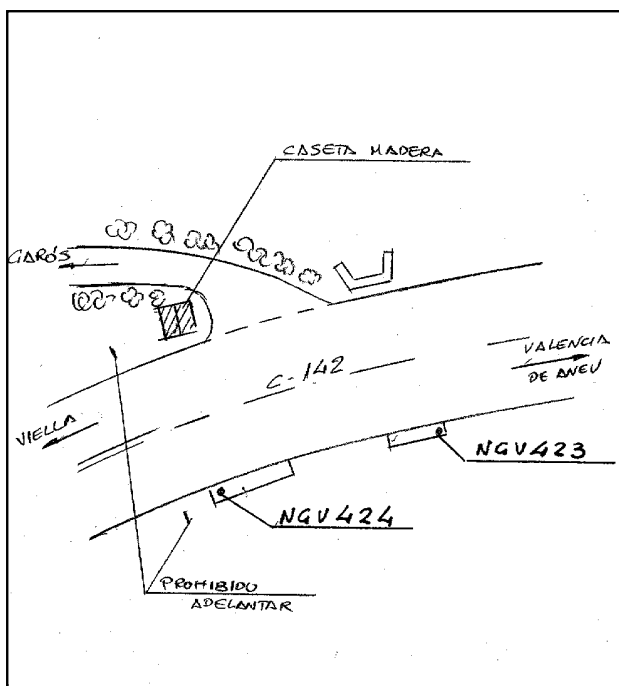 CASETA MADERA
GARÓS
VALENCIA
DE ANEU
C-142
VIELLA
NGV423
NGV424
PROHIBIDO
ADELANTAR